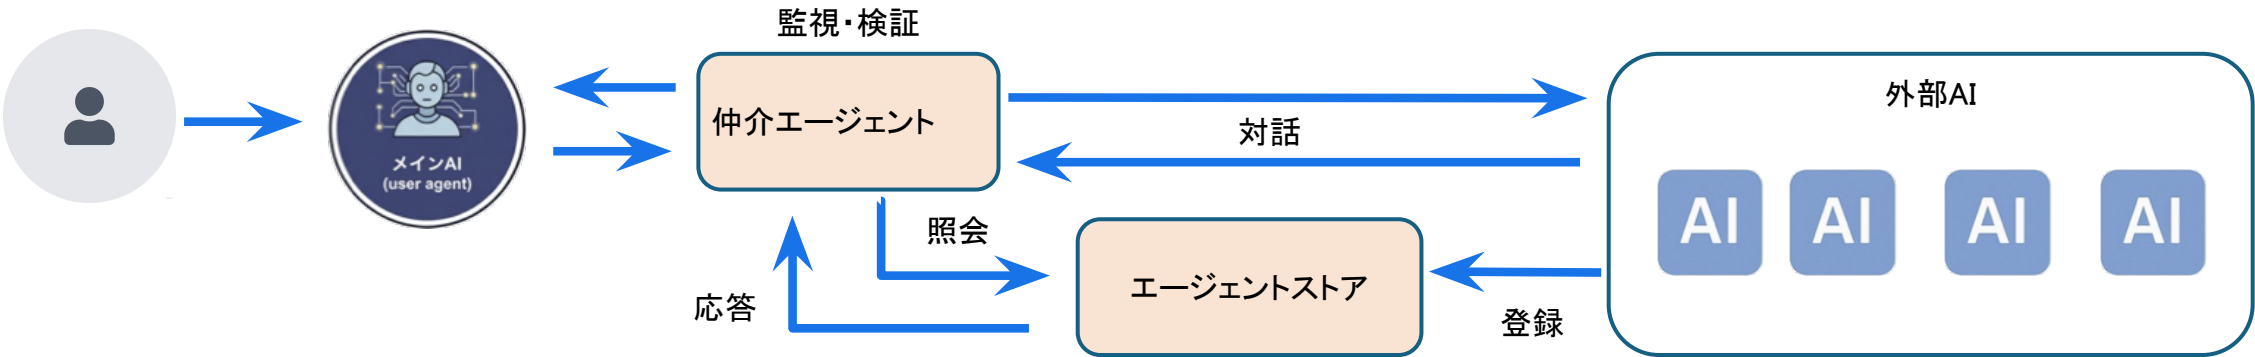 監視・検証
メインAI
(user agent)
仲介エージェント
対話
照会
応答
エージェントストア
登録
外部AI
AI
AI
AI
AI